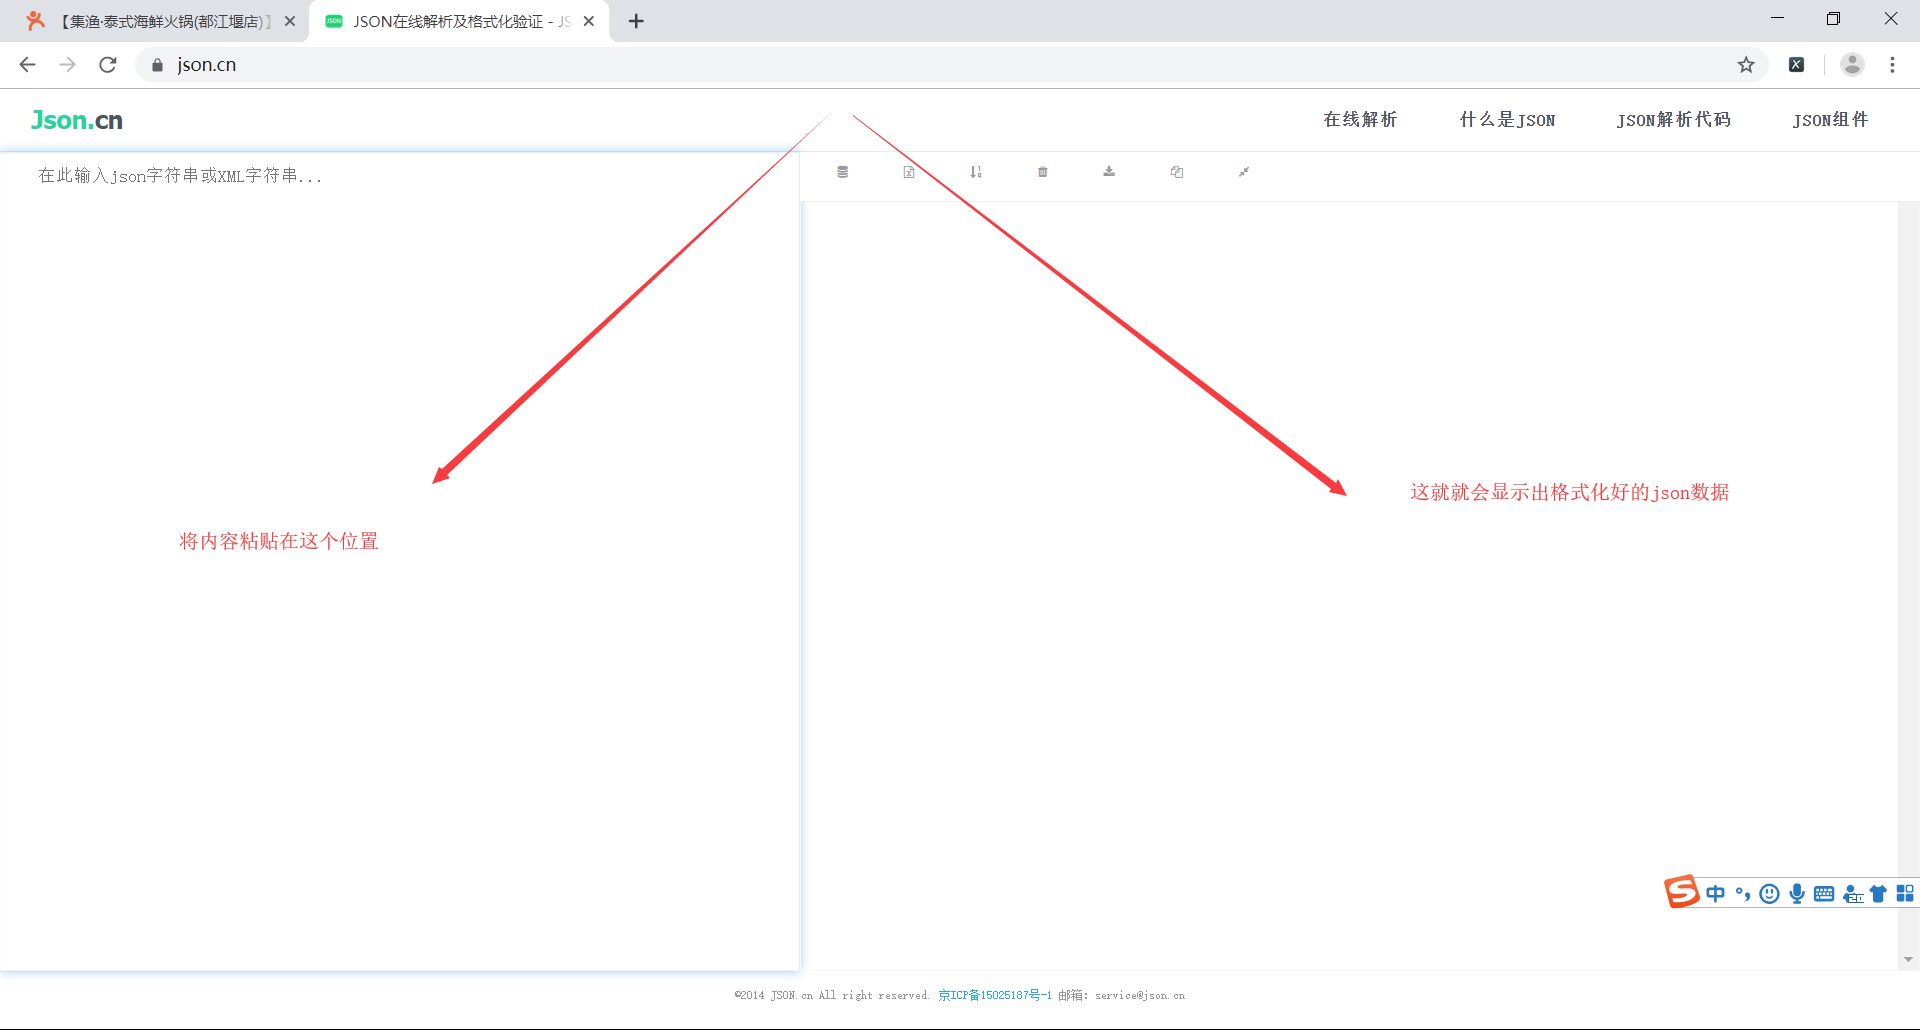 【集渔·泰式海鲜火锅(都江堰店)】
JSON在线解析及格式化验证 - JS
json.cn
Json.cn
在线解析
什么是JSON
JSON解析代码
JSON组件
在此输入json字符串或XML字符串...
这就就会显示出格式化好的json数据
将内容粘贴在这个位置
中
©2014 JSON.cn All right reserved. 京ICP备15025187号-1 邮箱：service@json.cn